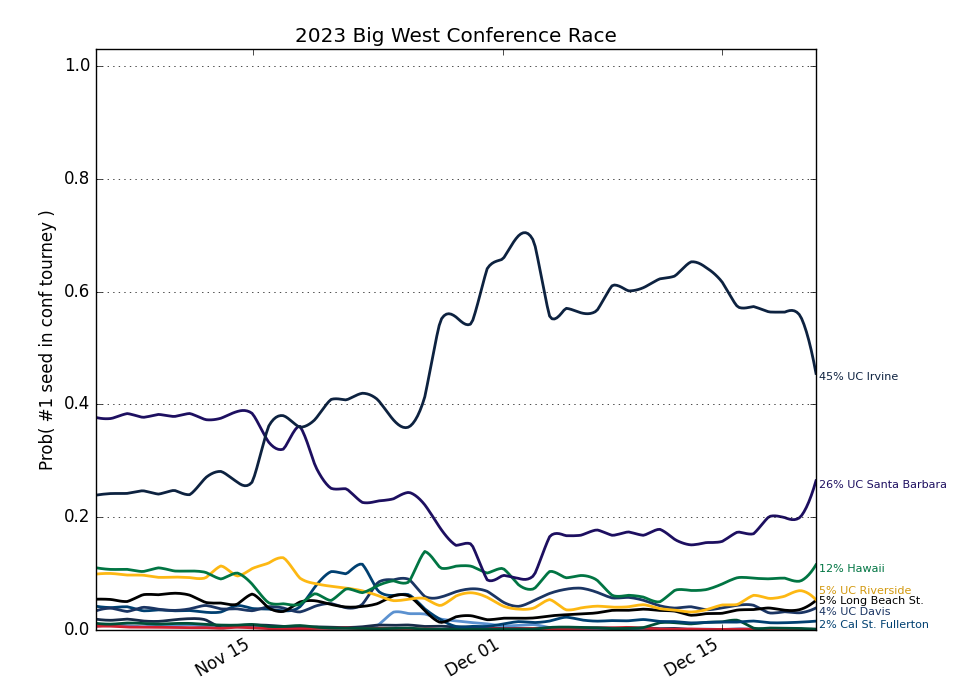 2023 Big West Conference Race
Prob( #1 seed in conf tourney )
1.0
0.8
0.6
0.4
0.2
0.0
Nov 15
Dec 01
Dec 15
45% UC Irvine
26% UC Santa Barbara
12% Hawaii
5% UC Riverside
5% Long Beach St.
4% UC Davis
2% Cal St. Fullerton